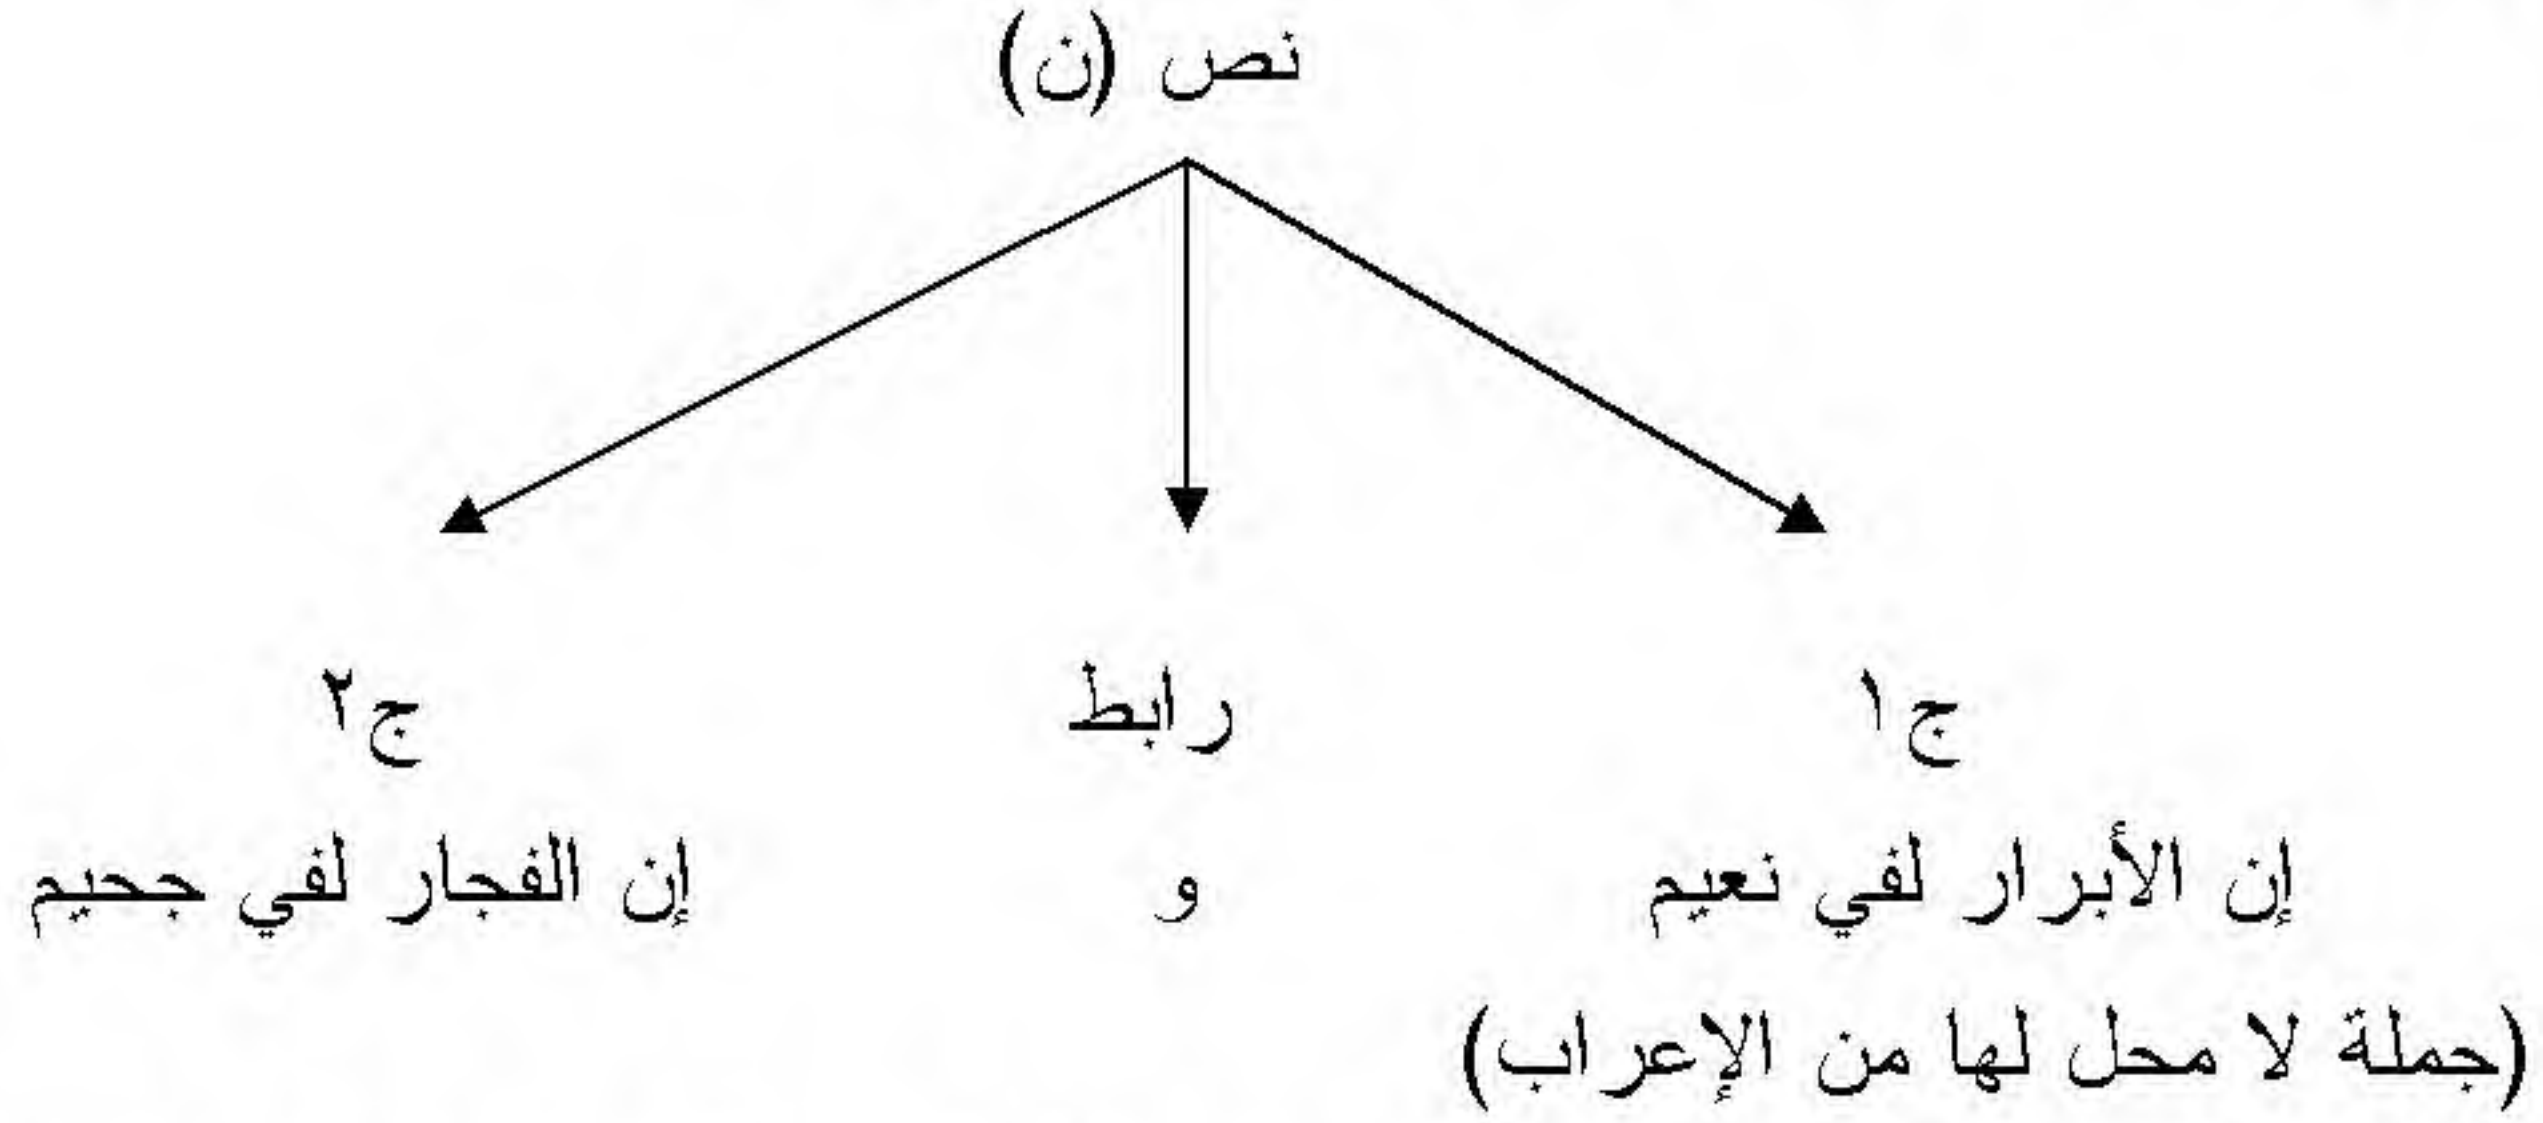 نص (ن)
ج١ رابط ج٢
إن الأبرار لفي نعيم و إن الفجار لفي جحيم
(جملة لا محل لها من الإعراب)